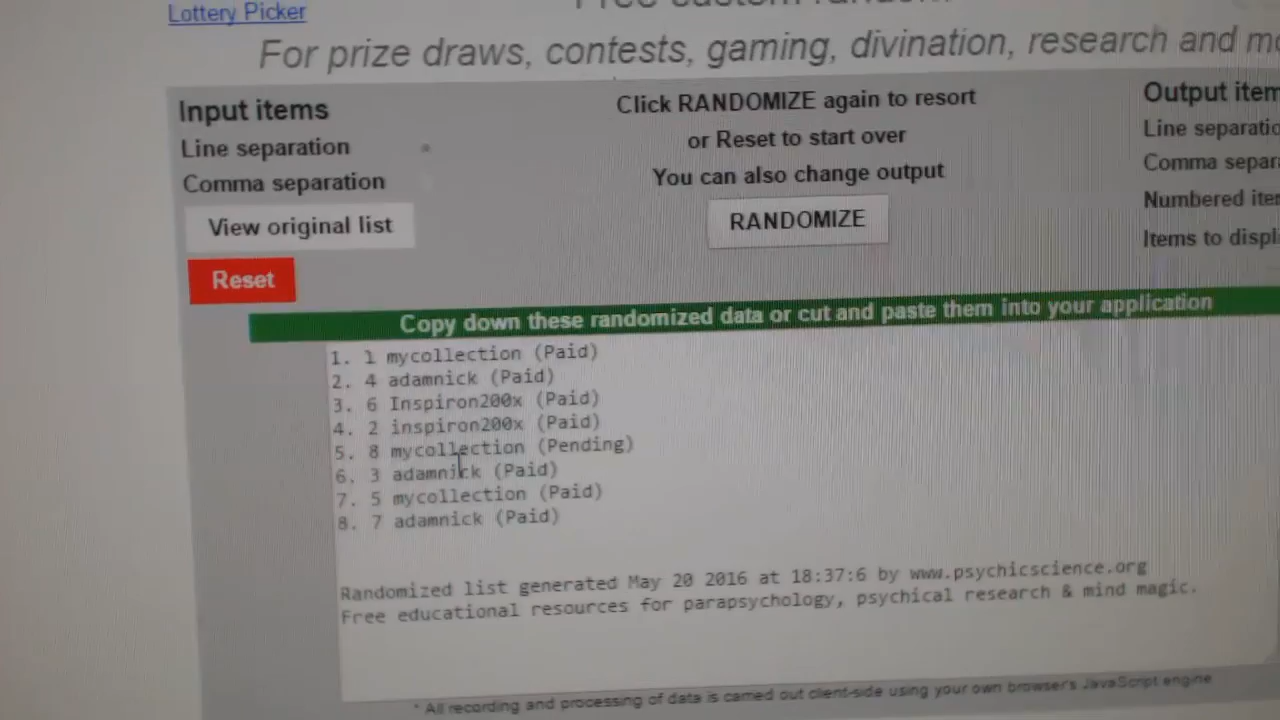 Lottery Picker
For prize draws, contests, gaming, divination, research and
Input items
Line separation
Comma separation
View original list
Reset
Click RANDOMIZE again to resort
or Reset to start over
You can also change output
RANDOMIZE
Output
Line
Comma
Numbered
Items to
Copy down these randomized data or cut and paste them into your application
1. 1 mycollection (Paid)
2. 4 adamnick (Paid)
3. 6 Inspiron200x (Paid)
4. 2 inspiron200x (Paid)
5. 8 mycollection (Pending)
6. 3 adamnick (Paid)
7. 5 mycollection (Paid)
8. 7 adamnick (Paid)
Randomized list generated May 20 2016 at 18:37:6 by www.psychicscience.org
Free educational resources for parapsychology, psychical research & mind magic.
* All recording and processing of data is carried out client-side using your own browser's JavaScript engine